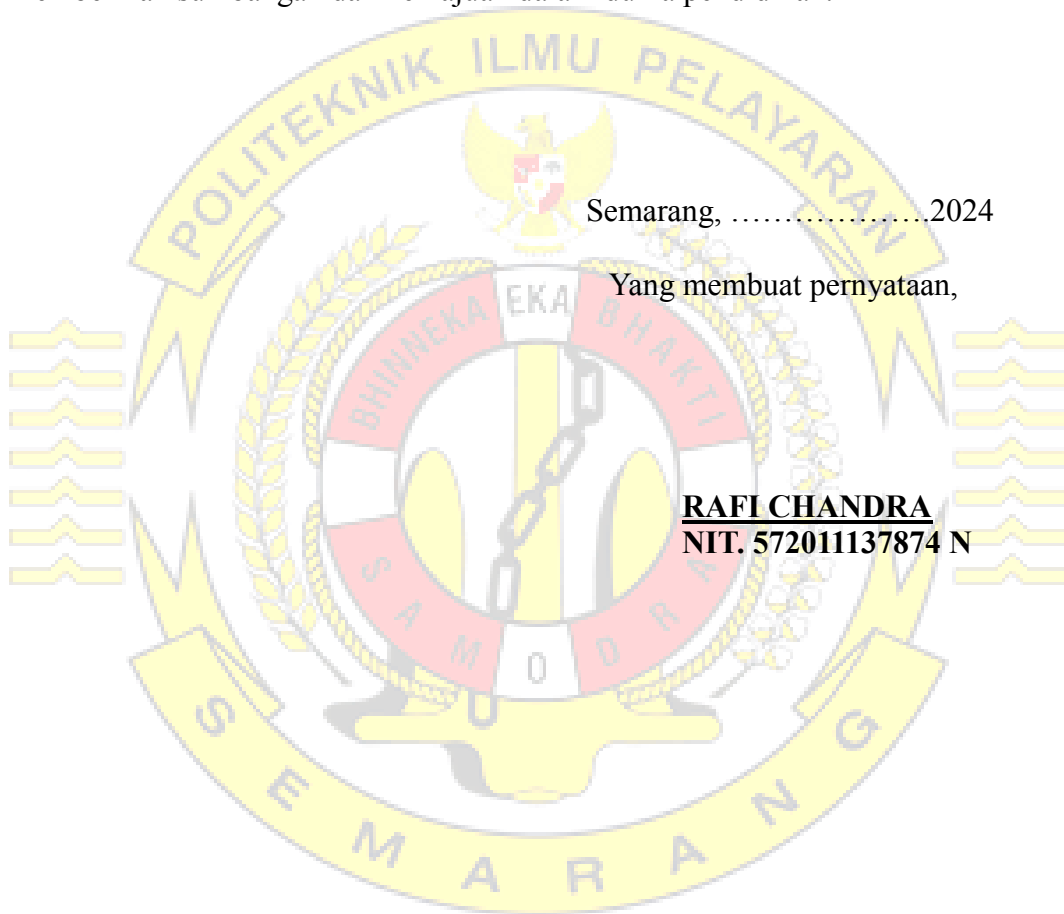 POLITEKNIK ILMU PELAYARAN
Semarang, ……………….2024
Yang membuat pernyataan,
BHINNEKA EKA BHAKTI
RAFI CHANDRA
NIT. 572011137874 N
SAMODRA
SEMARANG